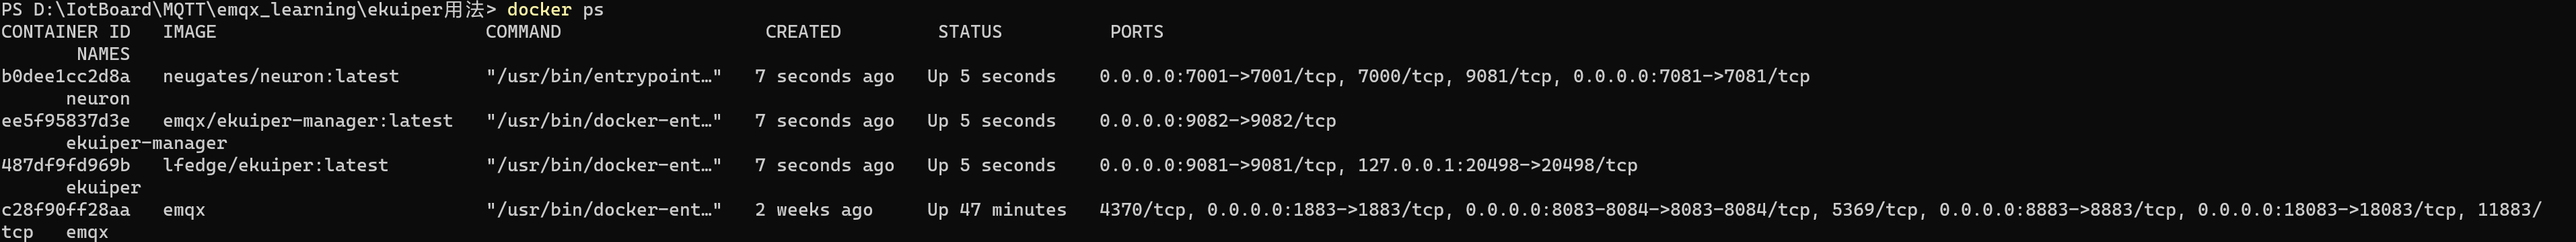 PS D:\IotBoard\MQTT\emqx_learning\ekuiper用法> docker ps
CONTAINER ID   IMAGE                         COMMAND                  CREATED         STATUS          PORTS
       NAMES
b0dee1cc2d8a   neugates/neuron:latest        "/usr/bin/entrypoint…"   7 seconds ago   Up 5 seconds    0.0.0.0:7001->7001/tcp, 7000/tcp, 9081/tcp, 0.0.0.0:7081->7081/tcp
      neuron
ee5f95837d3e   emqx/ekuiper-manager:latest   "/usr/bin/docker-ent…"   7 seconds ago   Up 5 seconds    0.0.0.0:9082->9082/tcp
      ekuiper-manager
487df9fd969b   lfedge/ekuiper:latest         "/usr/bin/docker-ent…"   7 seconds ago   Up 5 seconds    0.0.0.0:9081->9081/tcp, 127.0.0.1:20498->20498/tcp
      ekuiper
c28f90ff28aa   emqx                          "/usr/bin/docker-ent…"   2 weeks ago     Up 47 minutes   4370/tcp, 0.0.0.0:1883->1883/tcp, 0.0.0.0:8083-8084->8083-8084/tcp, 5369/tcp, 0.0.0.0:8883->8883/tcp, 0.0.0.0:18083->18083/tcp, 11883/
tcp   emqx